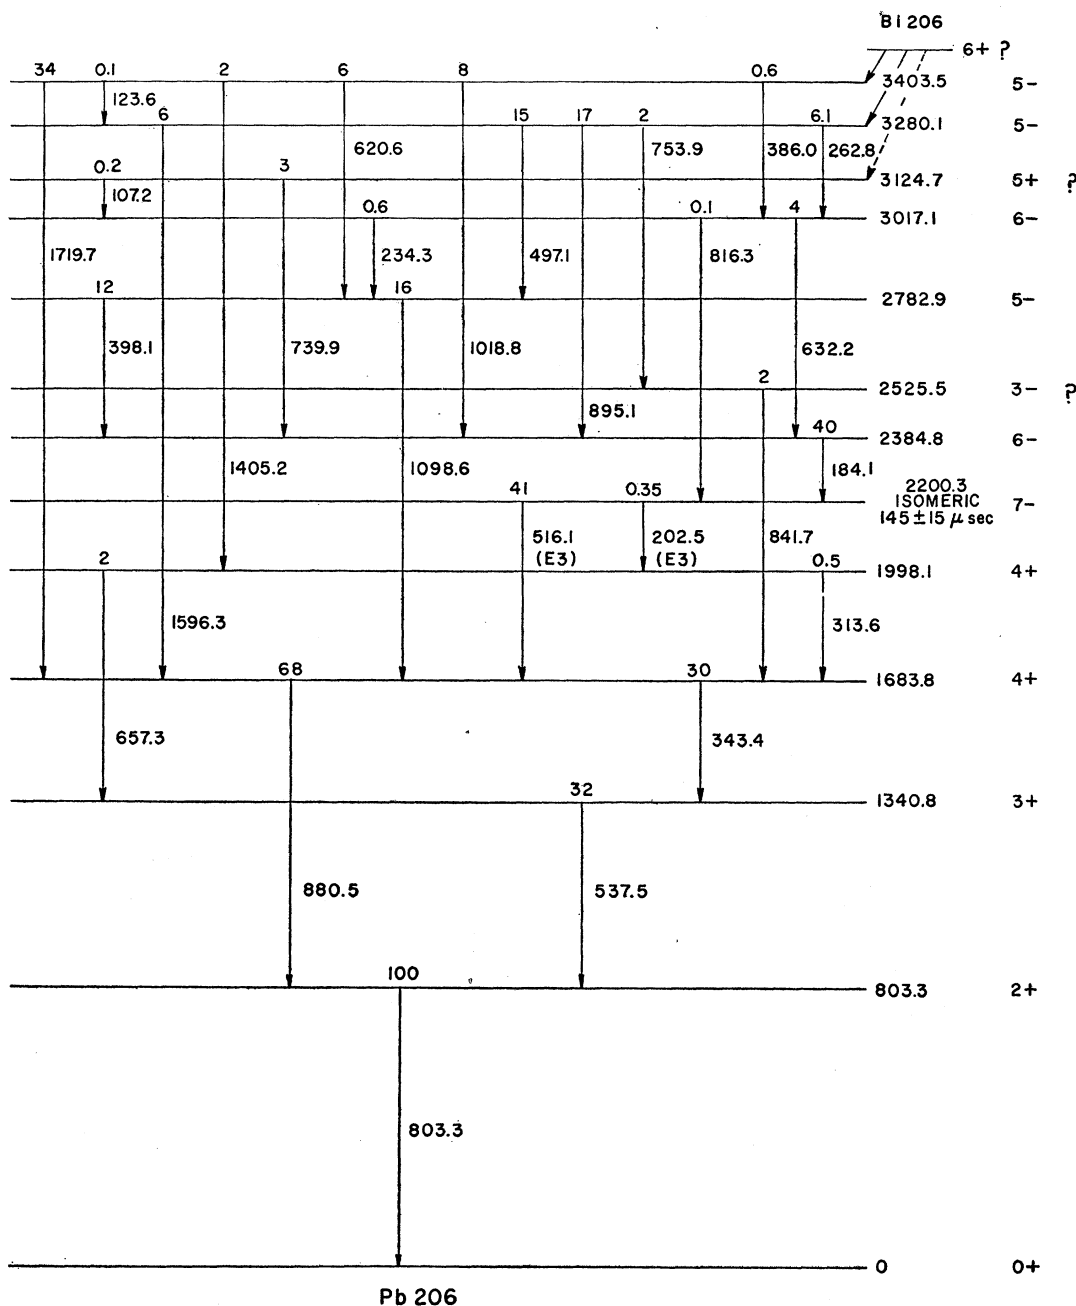 BI 206
6+ ?
34 0.1 2 6 8 0.6
3403.5 5-
123.6
6 15 17 2 6.1
3280.1 5-
620.6 753.9 386.0 262.8
0.2 3
3124.7 5+ ?
107.2
0.6 0.1 4
3017.1 6-
1719.7 234.3 497.1 816.3
12 16
2782.9 5-
398.1 739.9 1018.8 632.2
2
2525.5 3- ?
895.1
40
2384.8 6-
1405.2 1098.6 184.1
41 0.35
2200.3
ISOMERIC 7-
145±15 μ sec
516.1 202.5 841.7
(E3) (E3)
2 0.5
1998.1 4+
1596.3 313.6
68 30
1683.8 4+
657.3 343.4
32
1340.8 3+
880.5 537.5
100
803.3 2+
803.3
0 0+
Pb 206